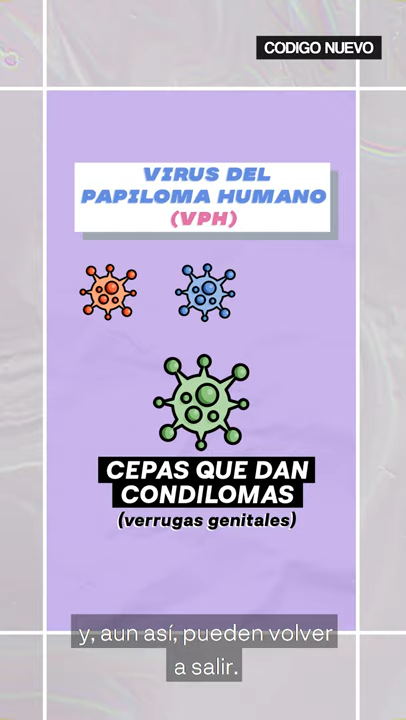 CODIGO NUEVO
VIRUS DEL
PAPILOMA HUMANO
(VPH)
CEPAS QUE DAN
CONDILOMAS
(verrugas genitales)
y, aun así, pueden volver
a salir.